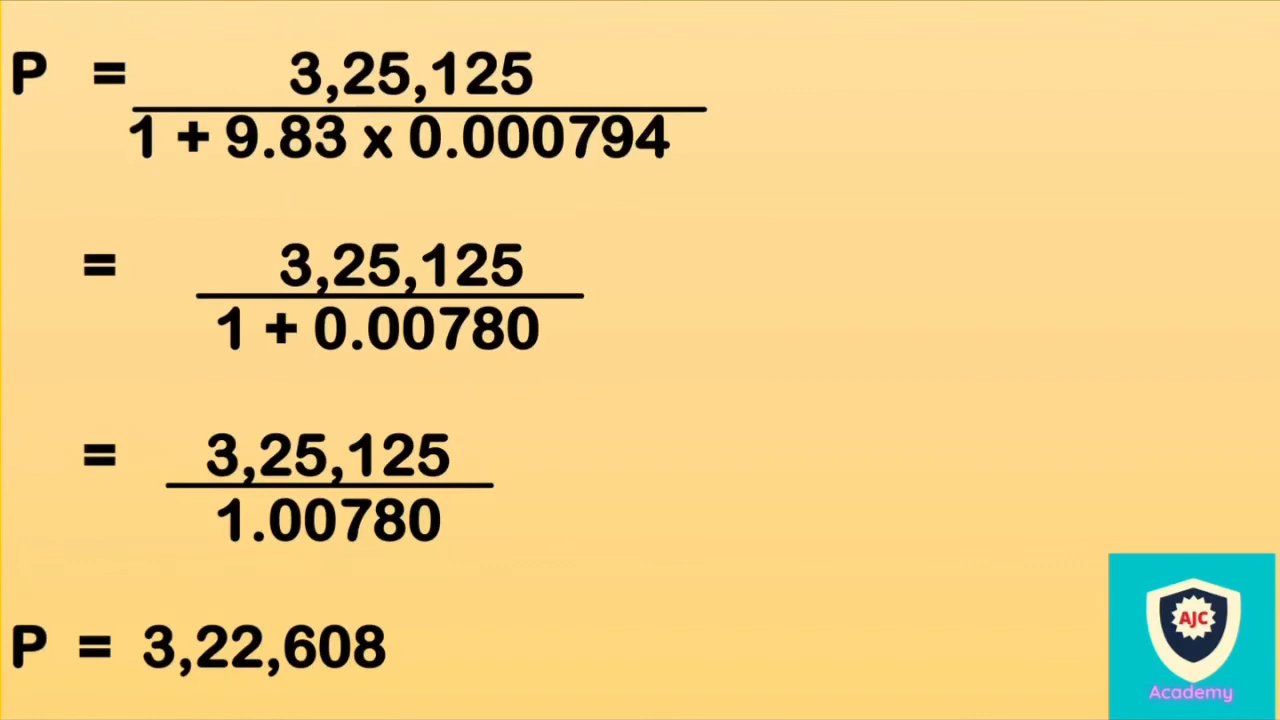 P = 3,25,125
1 + 9.83 x 0.000794
= 3,25,125
1 + 0.00780
= 3,25,125
1.00780
P = 3,22,608
AJC
Academy